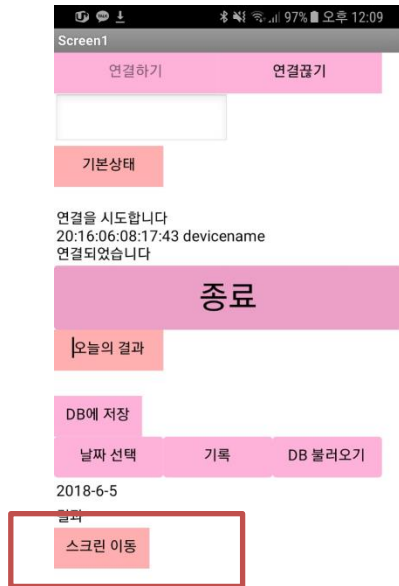 97% 오후 12:09
Screen1
연결하기 연결끊기
기본상태
연결을 시도합니다
20:16:06:08:17:43 devicename
연결되었습니다
종료
오늘의 결과
DB에 저장
날짜 선택 기록 DB 불러오기
2018-6-5
결과
스크린 이동